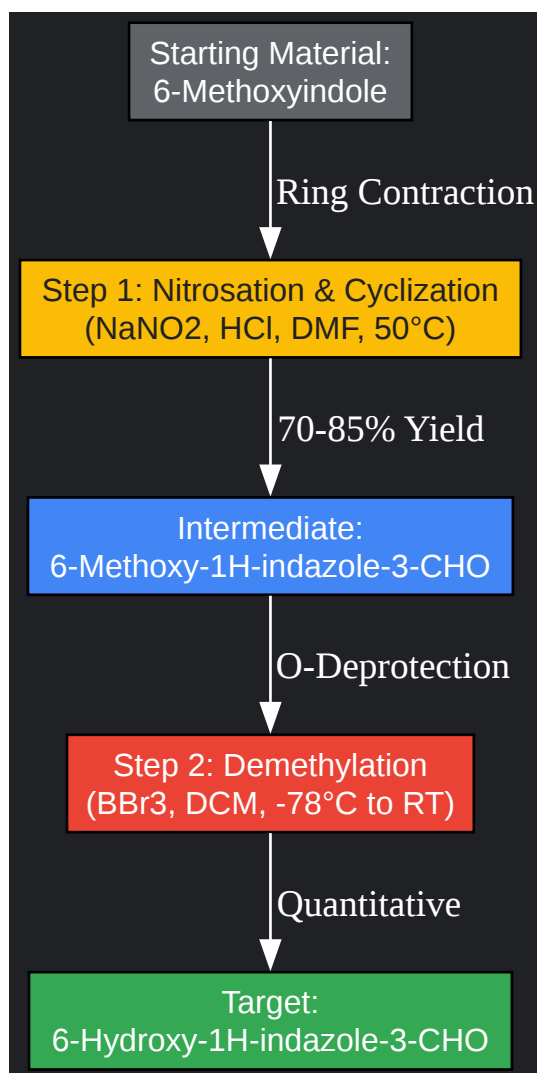 Starting Material:
6-Methoxyindole
Ring Contraction
Step 1: Nitrosation & Cyclization
(NaNO2, HCl, DMF, 50°C)
70-85% Yield
Intermediate:
6-Methoxy-1H-indazole-3-CHO
O-Deprotection
Step 2: Demethylation
(BBr3, DCM, -78°C to RT)
Quantitative
Target:
6-Hydroxy-1H-indazole-3-CHO